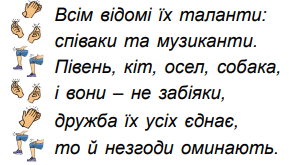 Всім відомі їх таланти:
співаки та музиканти.
Півень, кіт, осел, собака,
і вони – не забіяки,
дружба їх усіх єднає,
то й незгоди оминають.